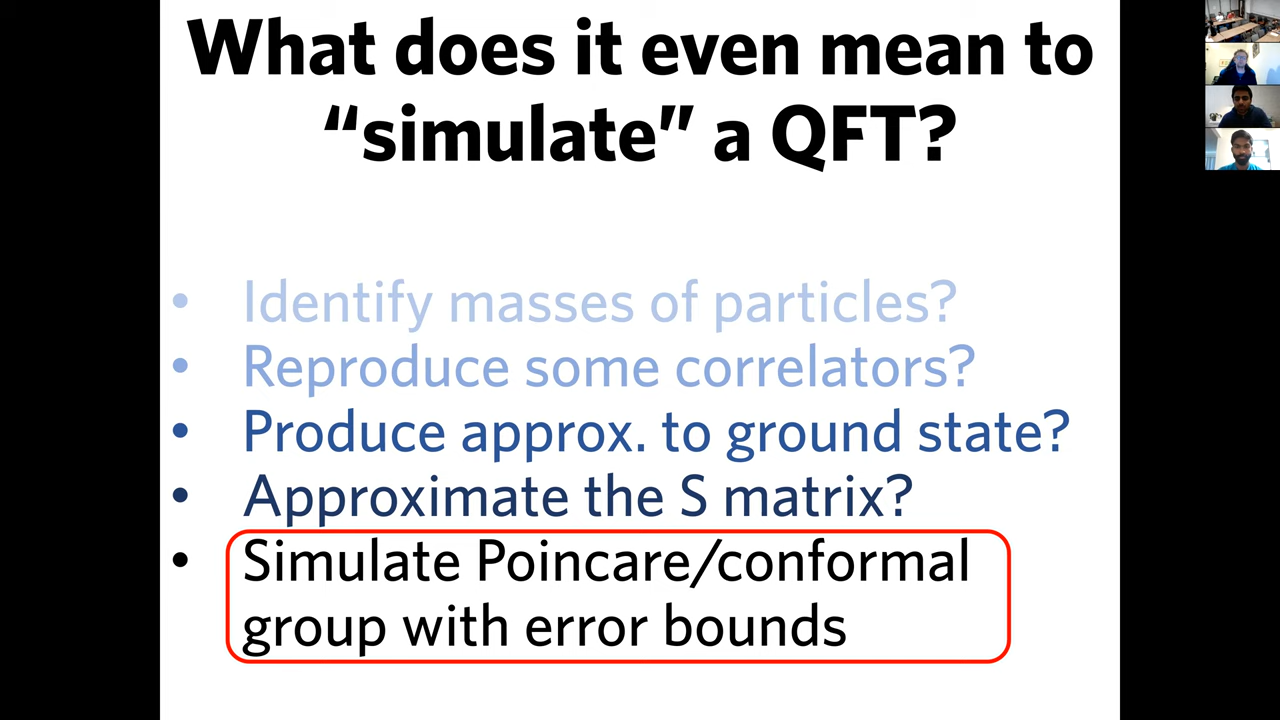 What does it even mean to
“simulate” a QFT?
• Identify masses of particles?
• Reproduce some correlators?
• Produce approx. to ground state?
• Approximate the S matrix?
• Simulate Poincare/conformal
group with error bounds